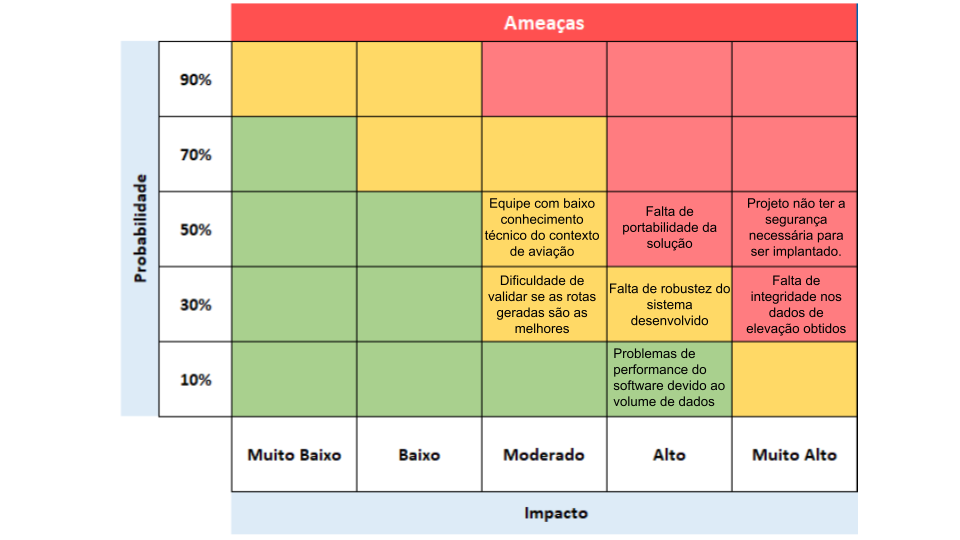 Ameaças
Probabilidade
90%
70%
50%
Equipe com baixo
conhecimento
técnico do contexto
de aviação
Falta de
portabilidade da
solução
Projeto não ter a
segurança
necessária para
ser implantado.
30%
Dificuldade de
validar se as rotas
geradas são as
melhores
Falta de robustez do
sistema
desenvolvido
Falta de
integridade nos
dados de
elevação obtidos
10%
Problemas de
performance do
software devido ao
volume de dados
Muito Baixo
Baixo
Moderado
Alto
Muito Alto
Impacto